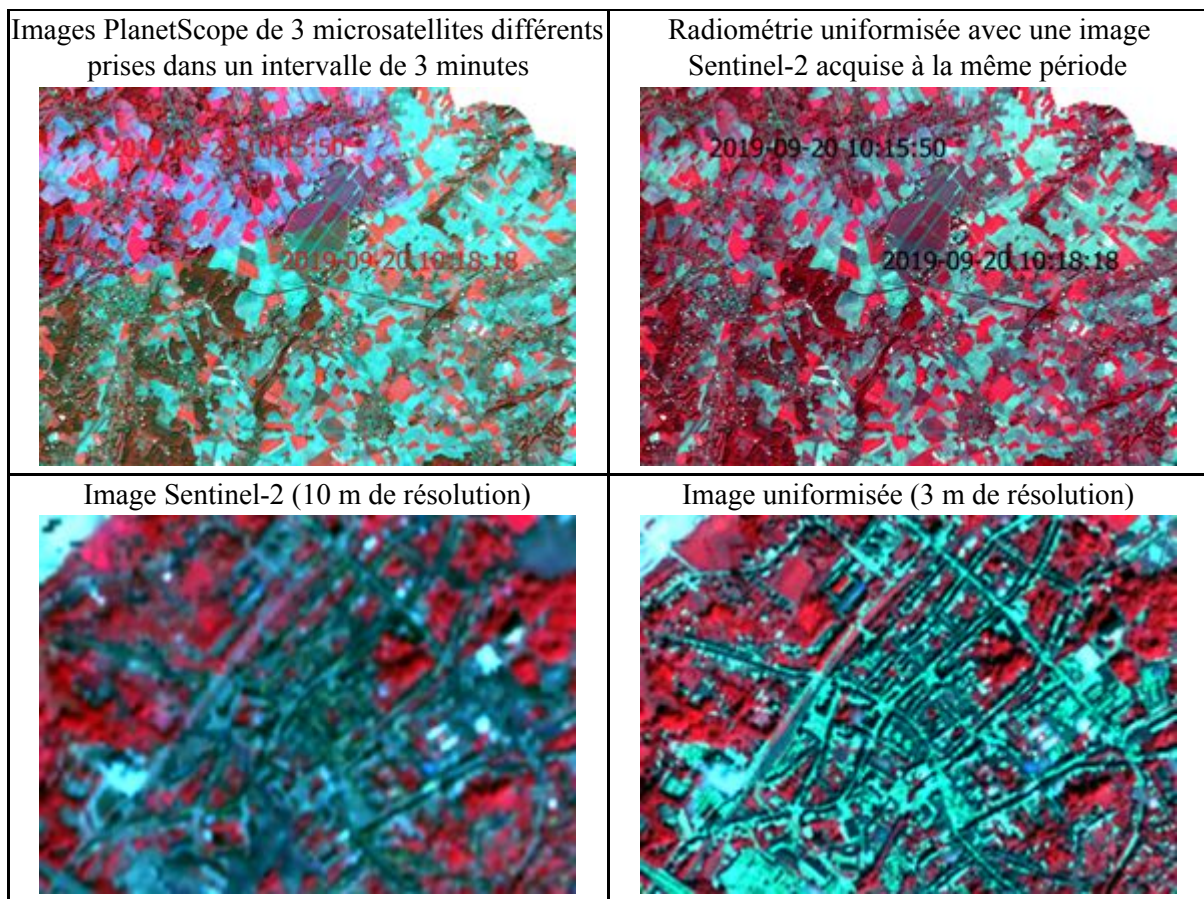 Images PlanetScope de 3 microsatellites différents
prises dans un intervalle de 3 minutes
Radiométrie uniformisée avec une image
Sentinel-2 acquise à la même période
2019-09-20 10:15:50
2019-09-20 10:18:18
2019-09-20 10:15:50
2019-09-20 10:18:18
Image Sentinel-2 (10 m de résolution)
Image uniformisée (3 m de résolution)